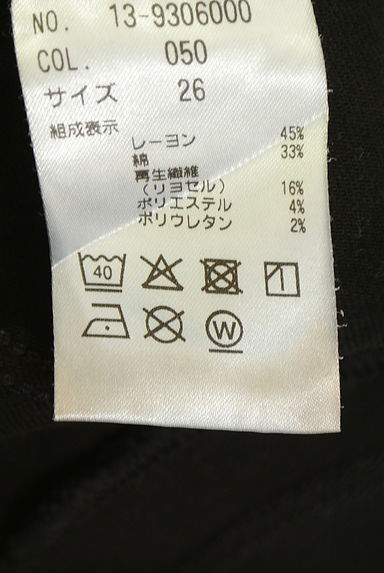 NO. 13-9306000
COL. 050
サイズ 26
組成表示
レーヨン 45%
綿 33%
再生繊維
(リヨセル) 16%
ポリエステル 4%
ポリウレタン 2%
40
W